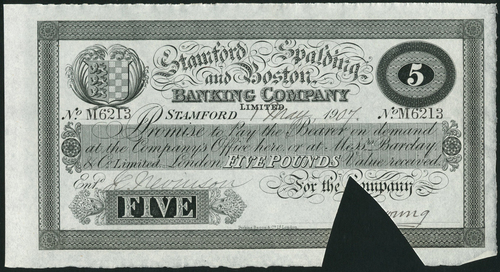 Stamford Spalding
and Boston
BANKING COMPANY
LIMITED.
5
No M6213
No M6213
STAMFORD 1 May 1907.
Promise to Pay the Bearer on demand
at the Company's Office here, or at Messrs. Barclay
& Co. Limited, London FIVE POUNDS Value received.
Entd.
For the Company
FIVE